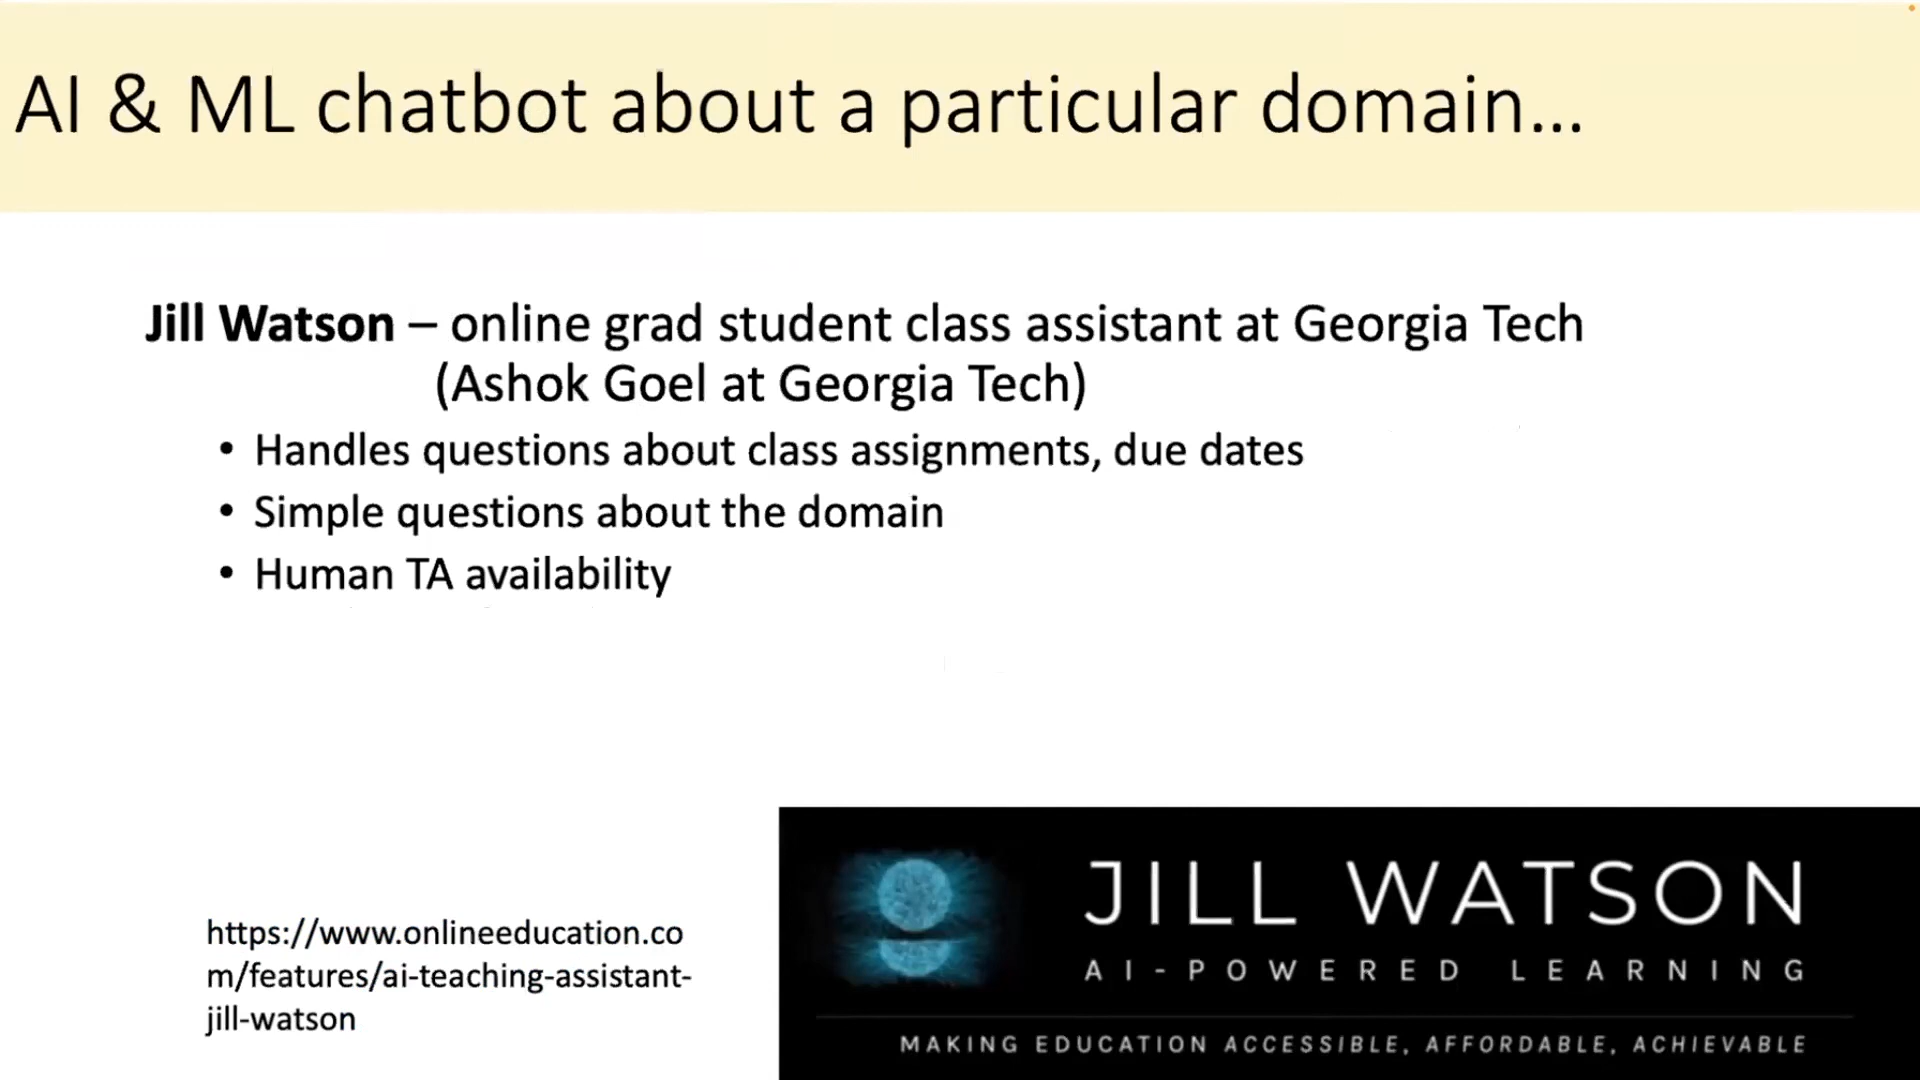 AI & ML chatbot about a particular domain...
Jill Watson – online grad student class assistant at Georgia Tech
(Ashok Goel at Georgia Tech)
• Handles questions about class assignments, due dates
• Simple questions about the domain
• Human TA availability
https://www.onlineeducation.co
m/features/ai-teaching-assistant-
jill-watson
JILL WATSON
AI-POWERED LEARNING
MAKING EDUCATION ACCESSIBLE, AFFORDABLE, ACHIEVABLE